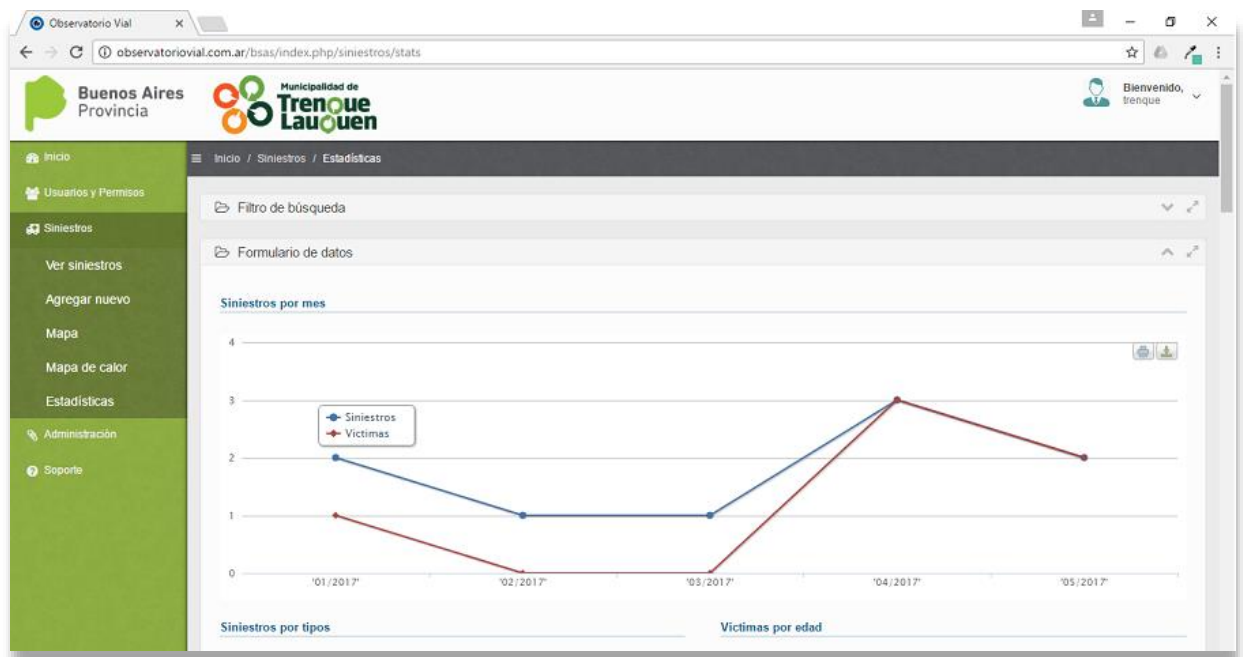 Observatorio Vial
observatoriovial.com.ar/bsas/index.php/siniestros/stats
Buenos Aires
Provincia
Municipalidad de
Trenque
Lauquen
Bienvenido,
trenque
Inicio
Usuarios y Permisos
Siniestros
Ver siniestros
Agregar nuevo
Mapa
Mapa de calor
Estadísticas
Administración
Soporte
Inicio / Siniestros / Estadísticas
Filtro de búsqueda
Formulario de datos
Siniestros por mes
4
3
2
1
0
Siniestros
Victimas
'01/2017'
'02/2017'
'03/2017'
'04/2017'
'05/2017'
Siniestros por tipos
Victimas por edad